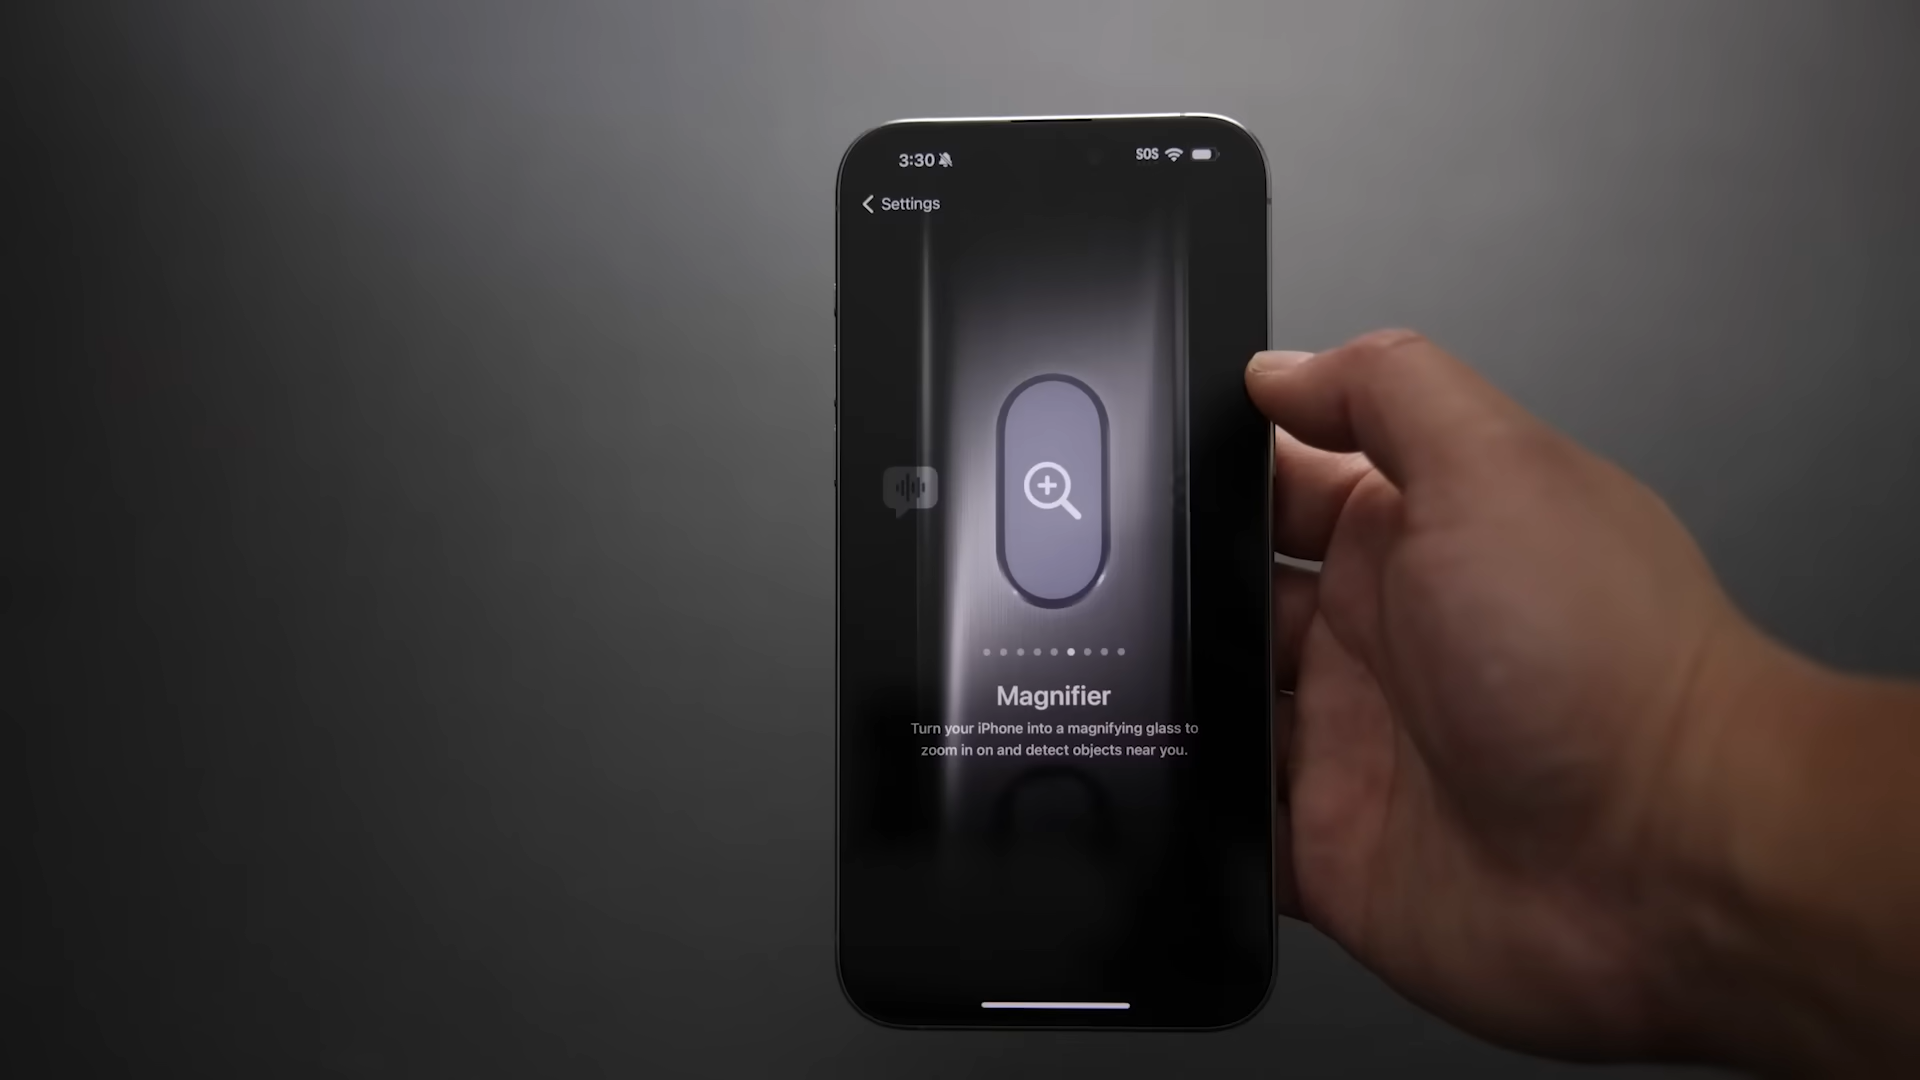 3:30
SOS
Settings
Magnifier
Turn your iPhone into a magnifying glass to
zoom in on and detect objects near you.